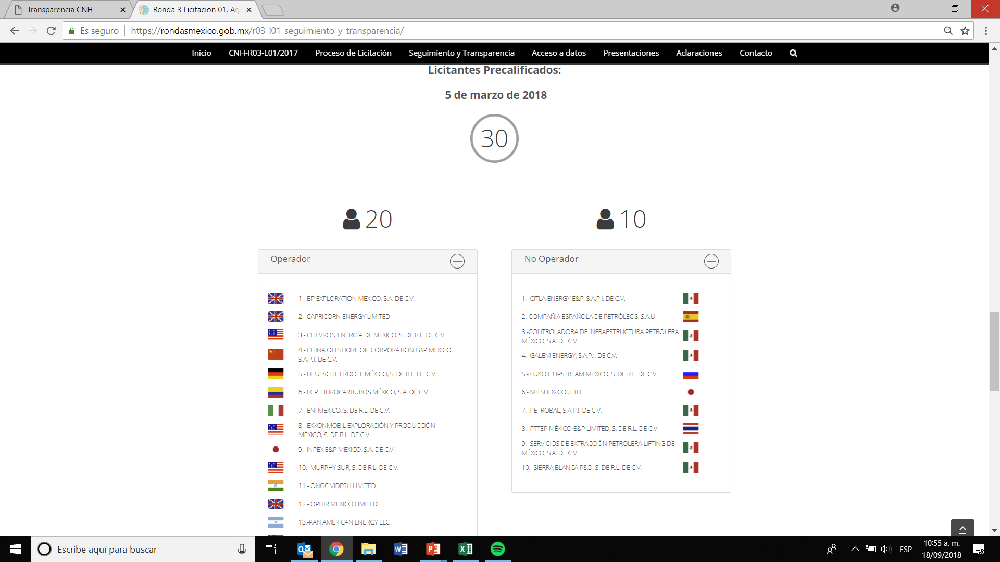 Transparencia CNH
Ronda 3 Licitacion 01. Ag
Es seguro
https://rondasmexico.gob.mx/r03-l01-seguimiento-y-transparencia/
Inicio CNH-R03-L01/2017 Proceso de Licitación Seguimiento y Transparencia Acceso a datos Presentaciones Aclaraciones Contacto
Licitantes Precalificados:
5 de marzo de 2018
30
20
10
Operador
1.- BP EXPLORATION MEXICO, S.A. DE C.V.
2.- CAPRICORN ENERGY LIMITED
3.- CHEVRON ENERGÍA DE MÉXICO, S. DE R.L. DE C.V.
4.- CHINA OFFSHORE OIL CORPORATION E&P MEXICO,
S.A.P.I. DE C.V.
5.- DEUTSCHE ERDOEL MÉXICO, S. DE R.L. DE C.V.
6.- ECP HIDROCARBUROS MÉXICO, S.A. DE C.V.
7.- ENI MÉXICO, S. DE R.L. DE C.V.
8.- EXXONMOBIL EXPLORACIÓN Y PRODUCCIÓN
MÉXICO, S. DE R.L. DE C.V.
9.- INPEX E&P MÉXICO, S.A. DE C.V.
10.- MURPHY SUR, S. DE R.L. DE C.V.
11.- ONGC VIDESH LIMITED
12.- OPHIR MEXICO LIMITED
13.-PAN AMERICAN ENERGY LLC
No Operador
1.- CITLA ENERGY E&P, S.A.P.I. DE C.V.
2.-COMPAÑÍA ESPAÑOLA DE PETRÓLEOS, S.A.U.
3.-CONTROLADORA DE INFRAESTRUCTURA PETROLERA
MÉXICO, S.A. DE C.V.
4.- GALEM ENERGY, S.A.P.I. DE C.V.
5.- LUKOIL UPSTREAM MEXICO, S. DE R.L. DE C.V.
6.- MITSUI & CO., LTD.
7.- PETROBAL, S.A.P.I. DE C.V.
8.- PTTEP MÉXICO E&P LIMITED, S. DE R.L. DE C.V.
9.- SERVICIOS DE EXTRACCIÓN PETROLERA LIFTING DE
MÉXICO, S.A. DE C.V.
10.- SIERRA BLANCA P&D, S. DE R.L. DE C.V.
Escribe aquí para buscar
ESP
10:55 a. m.
18/09/2018